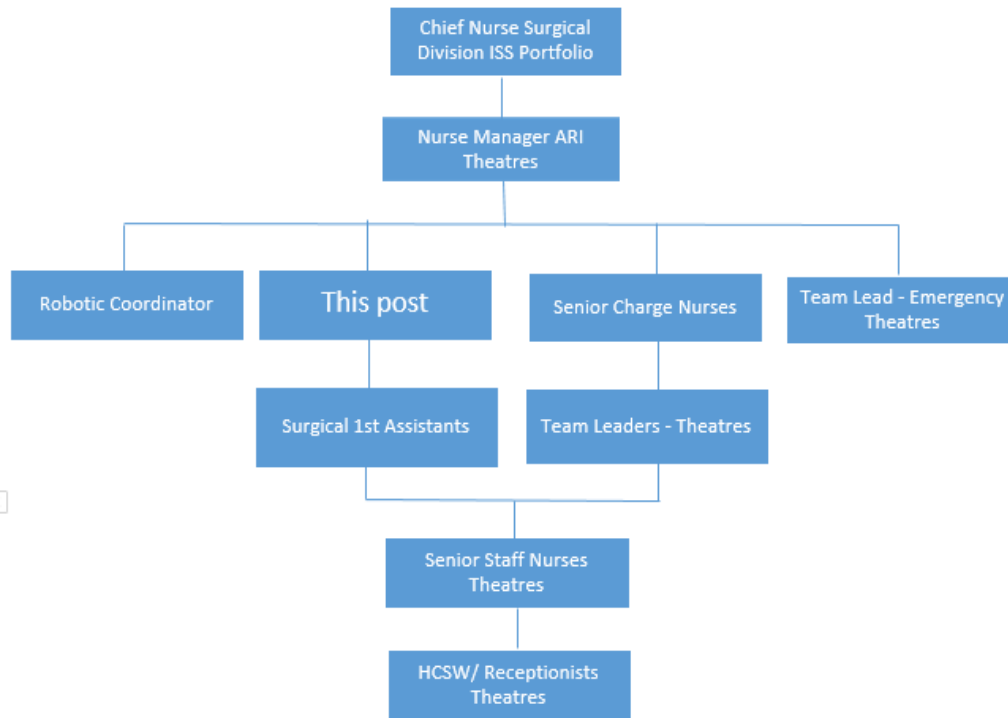 Chief Nurse Surgical
Division ISS Portfolio
Nurse Manager ARI
Theatres
Robotic Coordinator
This post
Senior Charge Nurses
Team Lead - Emergency
Theatres
Surgical 1st Assistants
Team Leaders - Theatres
Senior Staff Nurses
Theatres
HCSW/ Receptionists
Theatres